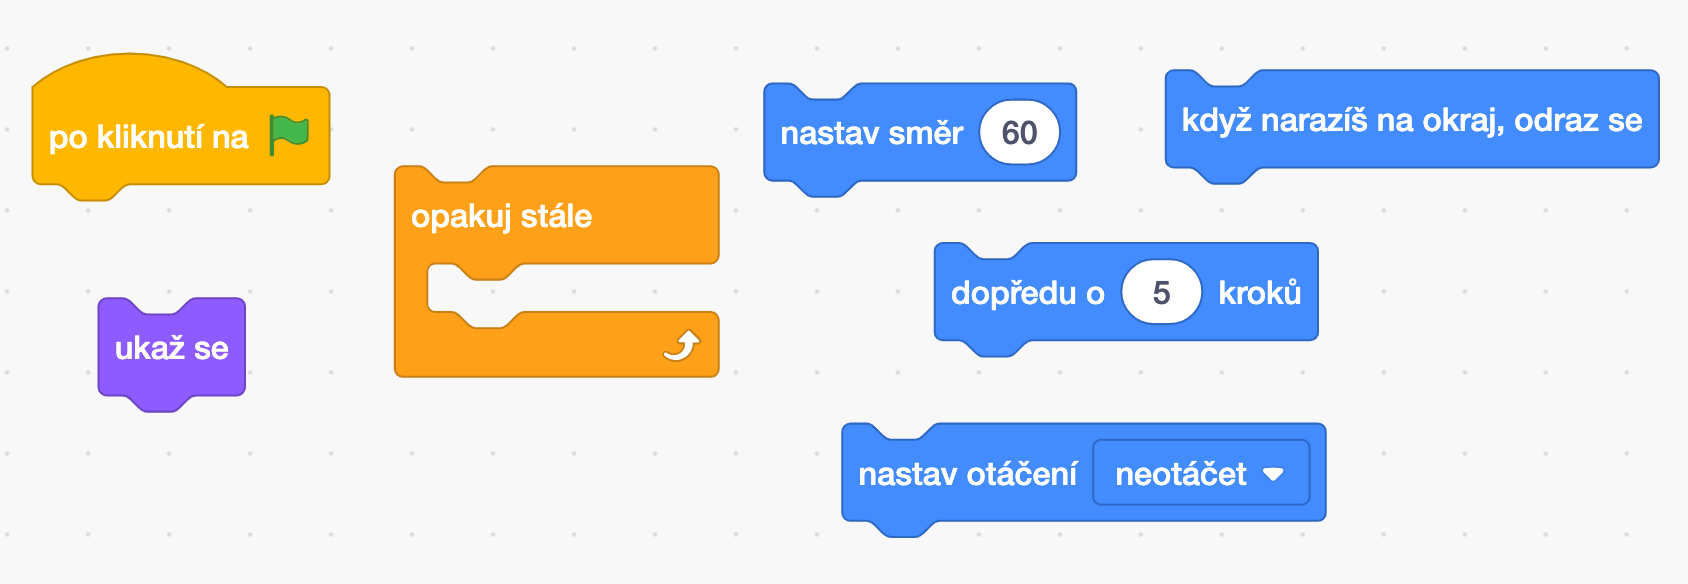 po kliknutí na
ukaž se
opakuj stále
nastav směr 60
když narazíš na okraj, odraz se
dopředu o 5 kroků
nastav otáčení neotáčet